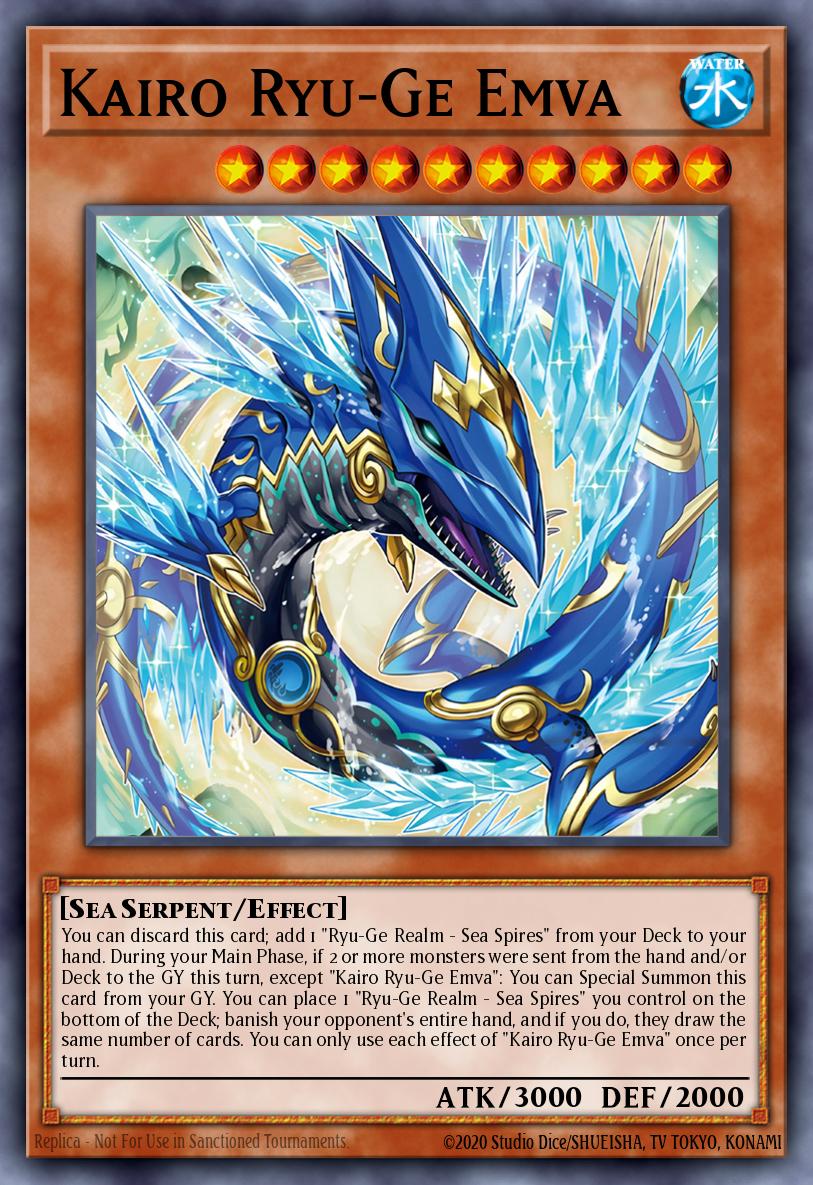 Kairo Ryu-Ge Emva
WATER
水
[Sea Serpent/Effect]
You can discard this card; add 1 "Ryu-Ge Realm - Sea Spires" from your Deck to your
hand. During your Main Phase, if 2 or more monsters were sent from the hand and/or
Deck to the GY this turn, except "Kairo Ryu-Ge Emva": You can Special Summon this
card from your GY. You can place 1 "Ryu-Ge Realm - Sea Spires" you control on the
bottom of the Deck; banish your opponent's entire hand, and if you do, they draw the
same number of cards. You can only use each effect of "Kairo Ryu-Ge Emva" once per
turn.
ATK/3000 DEF/2000
Replica - Not For Use in Sanctioned Tournaments.
©2020 Studio Dice/SHUEISHA, TV TOKYO, KONAMI